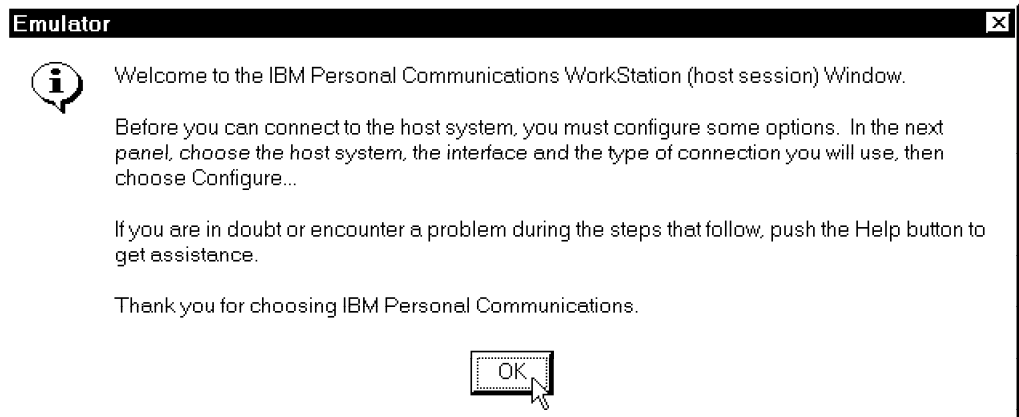 Emulator
Welcome to the IBM Personal Communications WorkStation (host session) Window.
Before you can connect to the host system, you must configure some options. In the next
panel, choose the host system, the interface and the type of connection you will use, then
choose Configure...
If you are in doubt or encounter a problem during the steps that follow, push the Help button to
get assistance.
Thank you for choosing IBM Personal Communications.
OK